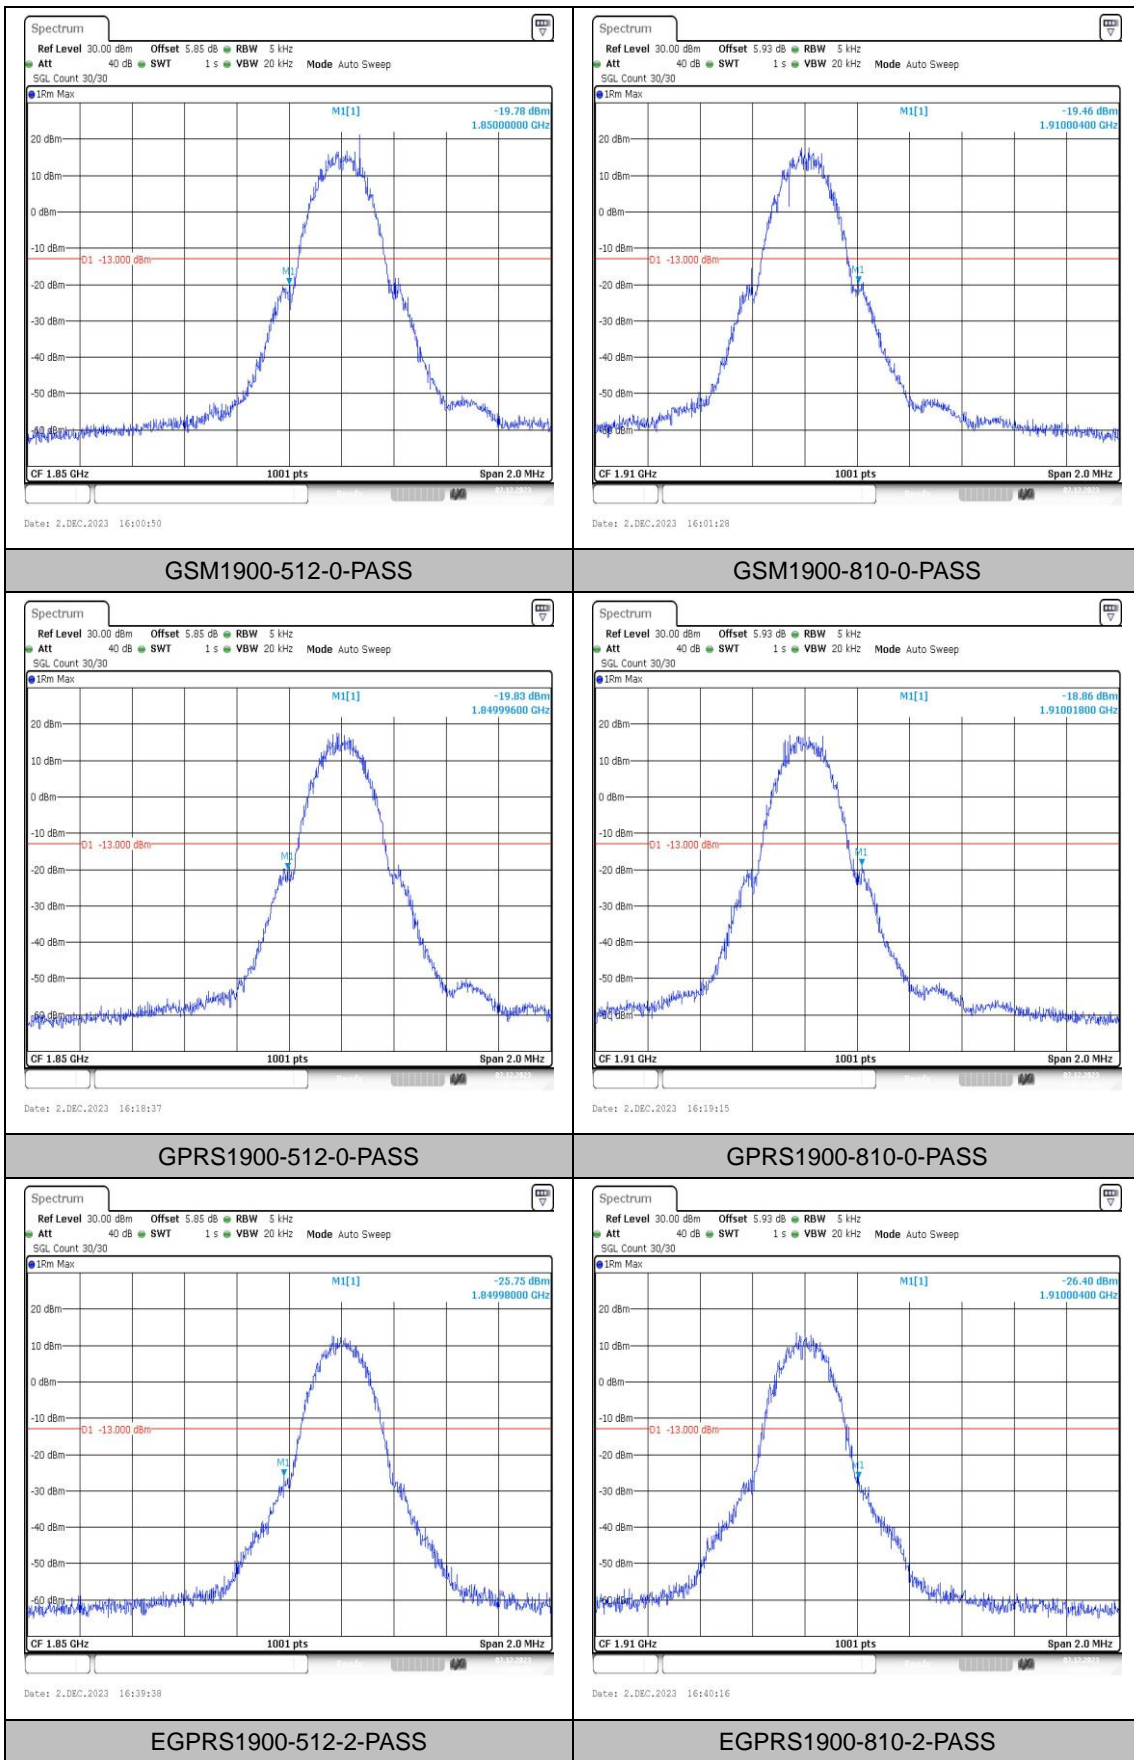 Spectrum
Ref Level 30.00 dBm Offset 5.85 dB RBW 5 kHz
Att 40 dB SWT 1 s VBW 20 kHz Mode Auto Sweep
SGL Count 30/30
1Rm Max
M1[1] -19.78 dBm
1.85000000 GHz
20 dBm
10 dBm
0 dBm
-10 dBm
D1 -13.000 dBm
M1
-20 dBm
-30 dBm
-40 dBm
-50 dBm
-60 dBm
CF 1.85 GHz 1001 pts Span 2.0 MHz
Date: 2.DEC.2023 16:00:50
GSM1900-512-0-PASS
Spectrum
Ref Level 30.00 dBm Offset 5.93 dB RBW 5 kHz
Att 40 dB SWT 1 s VBW 20 kHz Mode Auto Sweep
SGL Count 30/30
1Rm Max
M1[1] -19.46 dBm
1.91000400 GHz
20 dBm
10 dBm
0 dBm
-10 dBm
D1 -13.000 dBm
M1
-20 dBm
-30 dBm
-40 dBm
-50 dBm
-60 dBm
CF 1.91 GHz 1001 pts Span 2.0 MHz
Date: 2.DEC.2023 16:01:28
GSM1900-810-0-PASS
Spectrum
Ref Level 30.00 dBm Offset 5.85 dB RBW 5 kHz
Att 40 dB SWT 1 s VBW 20 kHz Mode Auto Sweep
SGL Count 30/30
1Rm Max
M1[1] -19.83 dBm
1.84999600 GHz
20 dBm
10 dBm
0 dBm
-10 dBm
D1 -13.000 dBm
M1
-20 dBm
-30 dBm
-40 dBm
-50 dBm
-60 dBm
CF 1.85 GHz 1001 pts Span 2.0 MHz
Date: 2.DEC.2023 16:18:37
GPRS1900-512-0-PASS
Spectrum
Ref Level 30.00 dBm Offset 5.93 dB RBW 5 kHz
Att 40 dB SWT 1 s VBW 20 kHz Mode Auto Sweep
SGL Count 30/30
1Rm Max
M1[1] -18.86 dBm
1.91001800 GHz
20 dBm
10 dBm
0 dBm
-10 dBm
D1 -13.000 dBm
M1
-20 dBm
-30 dBm
-40 dBm
-50 dBm
-60 dBm
CF 1.91 GHz 1001 pts Span 2.0 MHz
Date: 2.DEC.2023 16:19:15
GPRS1900-810-0-PASS
Spectrum
Ref Level 30.00 dBm Offset 5.85 dB RBW 5 kHz
Att 40 dB SWT 1 s VBW 20 kHz Mode Auto Sweep
SGL Count 30/30
1Rm Max
M1[1] -25.75 dBm
1.84998000 GHz
20 dBm
10 dBm
0 dBm
-10 dBm
D1 -13.000 dBm
-20 dBm
M1
-30 dBm
-40 dBm
-50 dBm
-60 dBm
CF 1.85 GHz 1001 pts Span 2.0 MHz
Date: 2.DEC.2023 16:39:38
EGPRS1900-512-2-PASS
Spectrum
Ref Level 30.00 dBm Offset 5.93 dB RBW 5 kHz
Att 40 dB SWT 1 s VBW 20 kHz Mode Auto Sweep
SGL Count 30/30
1Rm Max
M1[1] -26.40 dBm
1.91000400 GHz
20 dBm
10 dBm
0 dBm
-10 dBm
D1 -13.000 dBm
-20 dBm
M1
-30 dBm
-40 dBm
-50 dBm
-60 dBm
CF 1.91 GHz 1001 pts Span 2.0 MHz
Date: 2.DEC.2023 16:40:16
EGPRS1900-810-2-PASS